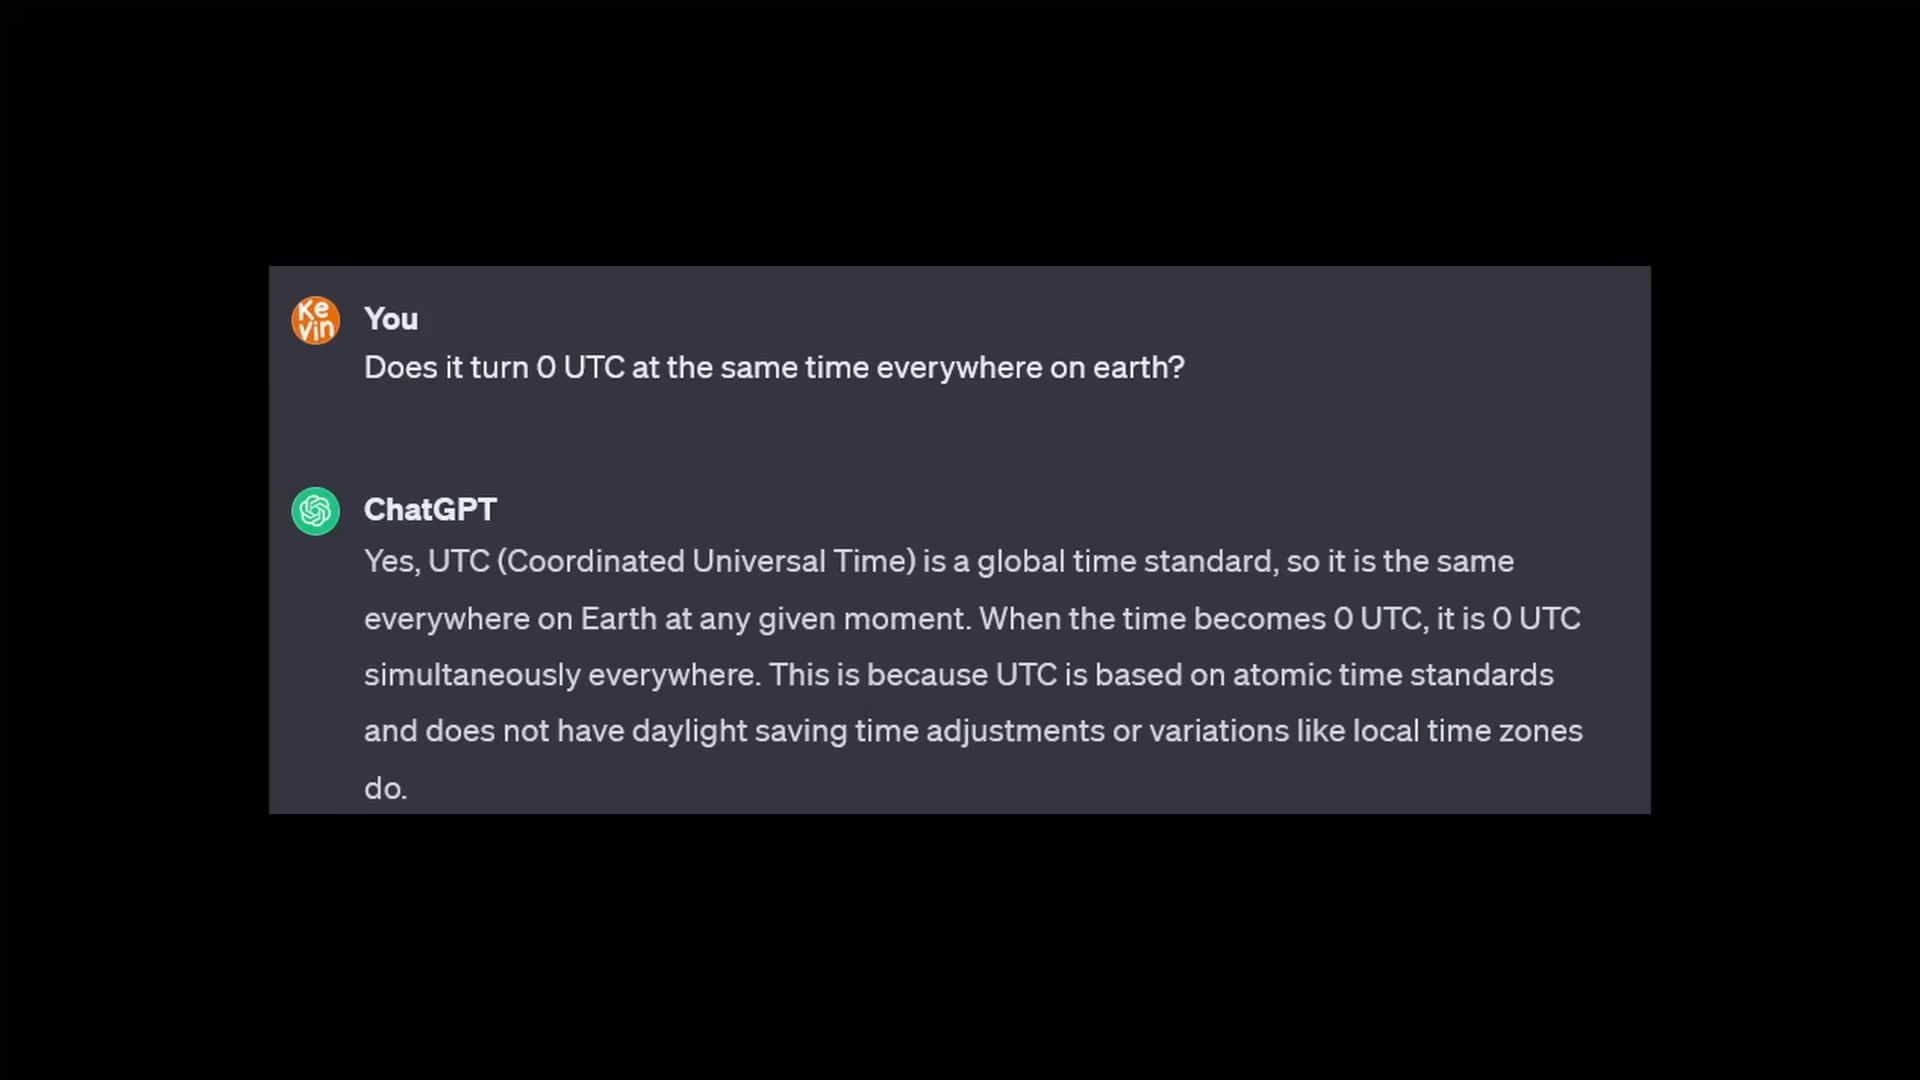 Ke
vin
You
Does it turn 0 UTC at the same time everywhere on earth?
ChatGPT
Yes, UTC (Coordinated Universal Time) is a global time standard, so it is the same
everywhere on Earth at any given moment. When the time becomes 0 UTC, it is 0 UTC
simultaneously everywhere. This is because UTC is based on atomic time standards
and does not have daylight saving time adjustments or variations like local time zones
do.